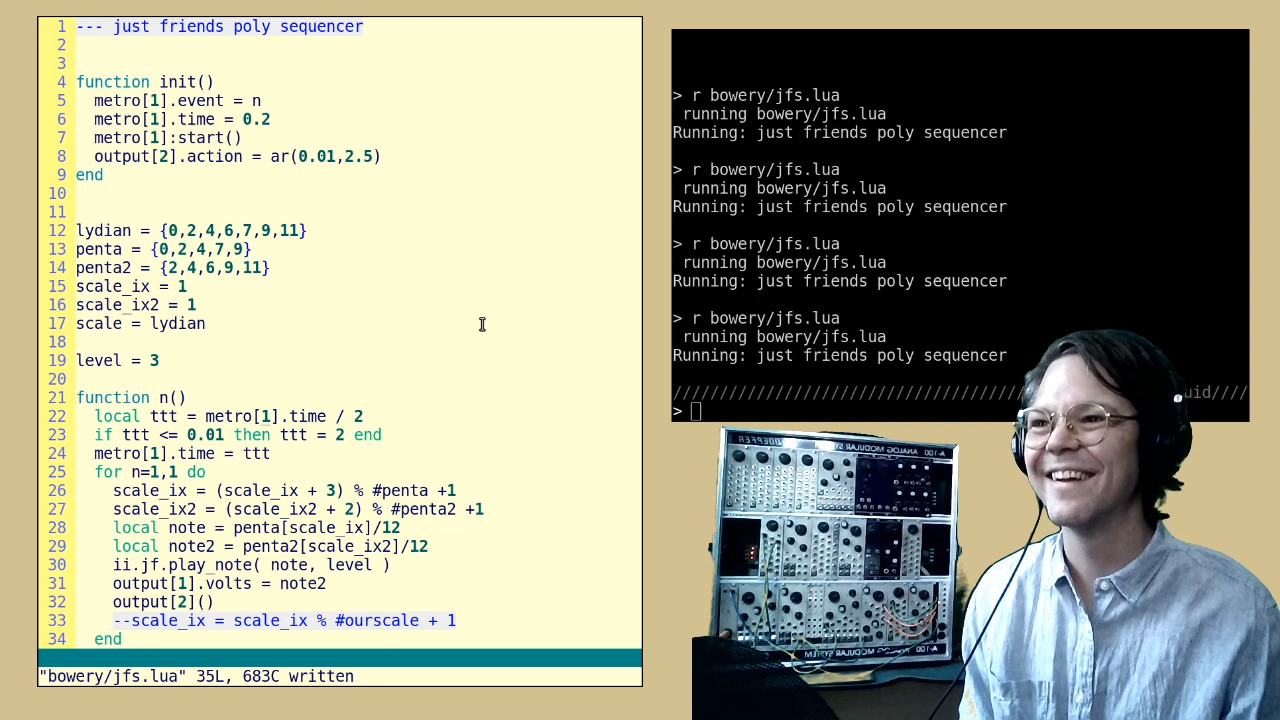 1 --- just friends poly sequencer
2
3
4 function init()
5   metro[1].event = n
6   metro[1].time = 0.2
7   metro[1]:start()
8   output[2].action = ar(0.01,2.5)
9 end
10
11
12 lydian = {0,2,4,6,7,9,11}
13 penta = {0,2,4,7,9}
14 penta2 = {2,4,6,9,11}
15 scale_ix = 1
16 scale_ix2 = 1
17 scale = lydian
18
19 level = 3
20
21 function n()
22   local ttt = metro[1].time / 2
23   if ttt <= 0.01 then ttt = 2 end
24   metro[1].time = ttt
25   for n=1,1 do
26     scale_ix = (scale_ix + 3) % #penta +1
27     scale_ix2 = (scale_ix2 + 2) % #penta2 +1
28     local note = penta[scale_ix]/12
29     local note2 = penta2[scale_ix2]/12
30     ii.jf.play_note( note, level )
31     output[1].volts = note2
32     output[2]()
33     --scale_ix = scale_ix % #ourscale + 1
34   end
"bowery/jfs.lua" 35L, 683C written
> r bowery/jfs.lua
 running bowery/jfs.lua
Running: just friends poly sequencer
> r bowery/jfs.lua
 running bowery/jfs.lua
Running: just friends poly sequencer
> r bowery/jfs.lua
 running bowery/jfs.lua
Running: just friends poly sequencer
> r bowery/jfs.lua
 running bowery/jfs.lua
Running: just friends poly sequencer
///////////////////////////////////// uid////
>
DOEPFER
ANALOG MODULAR SYSTEM
A-100
A-100
ANALOG MODULAR SYSTEM